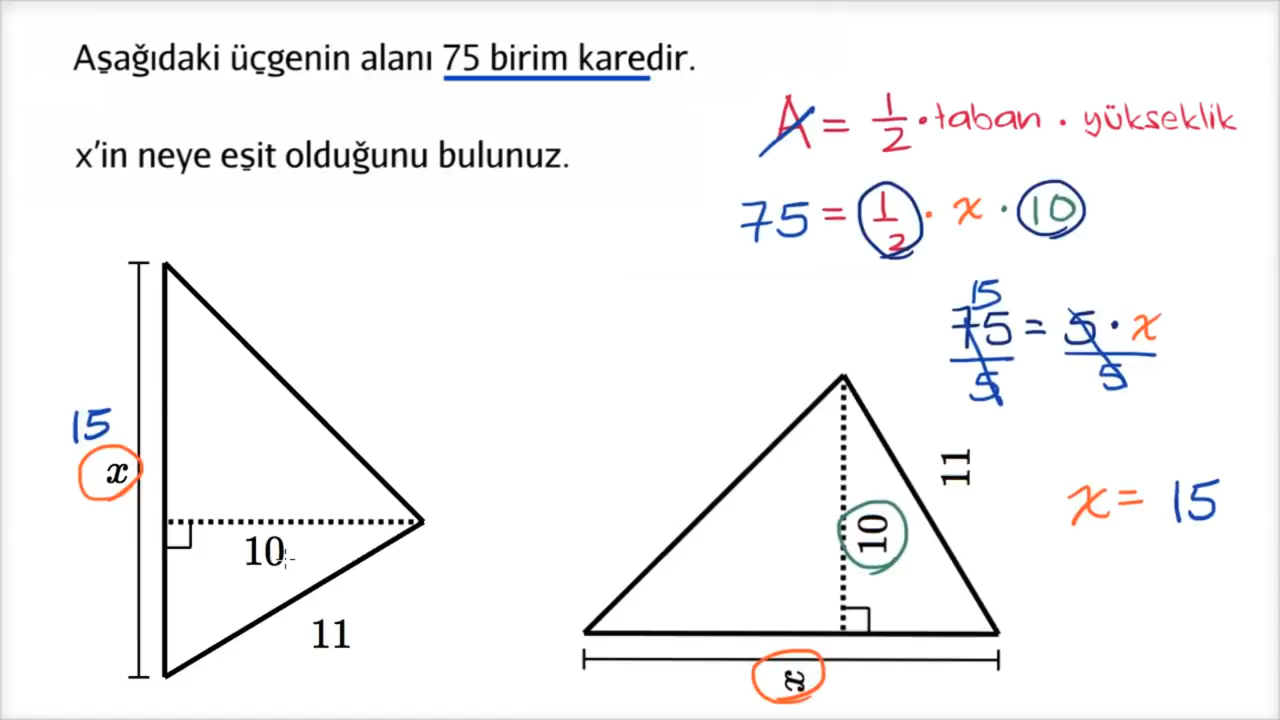 Aşağıdaki üçgenin alanı 75 birim karedir.
x'in neye eşit olduğunu bulunuz.
A = 1/2 · taban · yükseklik
75 = 1/2 · x · 10
15
75/5 = 5 · x/5
x = 15
15
x
10
11
11
10
x